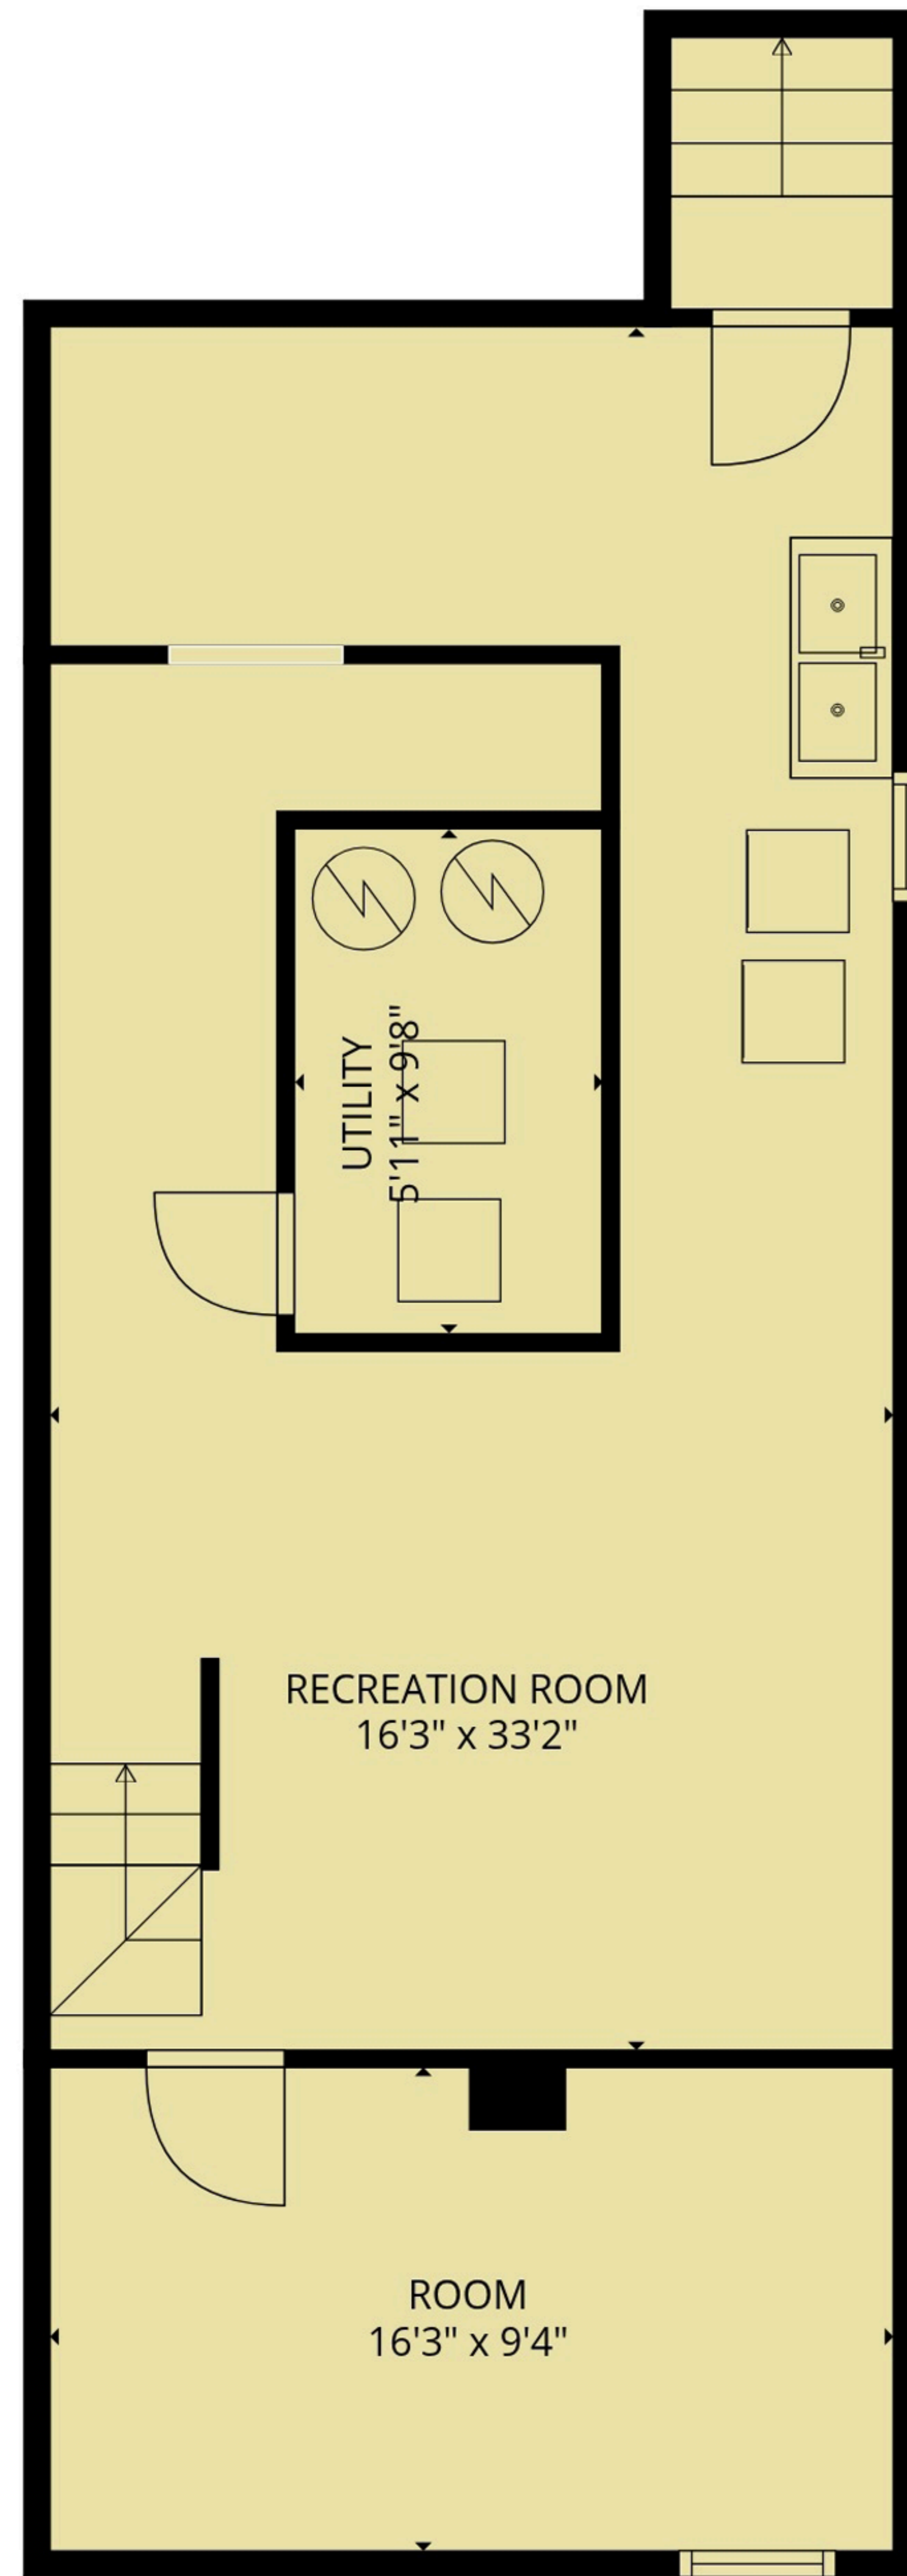 UTILITY
5'11" x 9'8"
RECREATION ROOM
16'3" x 33'2"
ROOM
16'3" x 9'4"